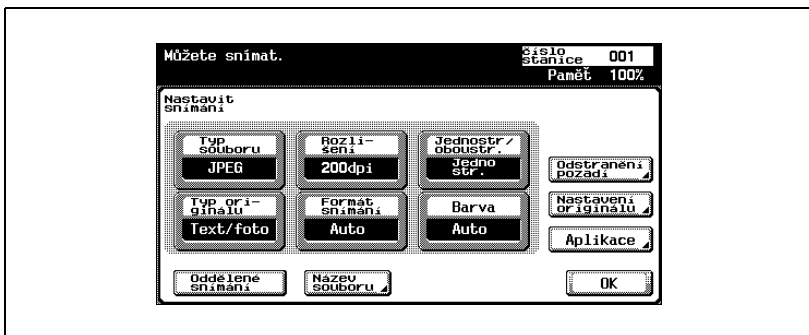 Můžete snímat.
číslo
stanice 001
Paměť 100%
Nastavit
snímání
Typ
souboru
JPEG
Rozli-
šení
200dpi
Jednostr/
oboustr.
Jedno
str.
Odstranění
pozadí
Typ ori-
ginálu
Text/foto
Formát
snímání
Auto
Barva
Auto
Nastavení
originálu
Aplikace
Oddělené
snímání
Název
souboru
OK